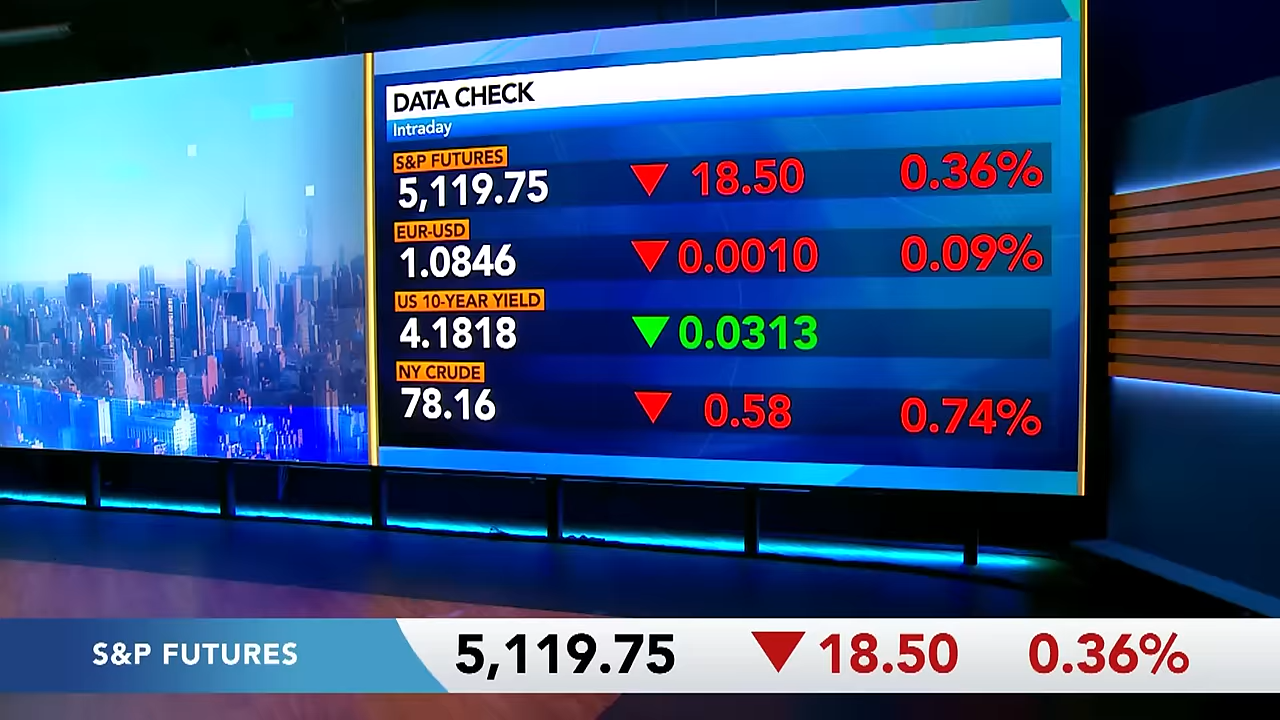 DATA CHECK
Intraday
S&P FUTURES
5,119.75 ▼ 18.50 0.36%
EUR-USD
1.0846 ▼ 0.0010 0.09%
US 10-YEAR YIELD
4.1818 ▼ 0.0313
NY CRUDE
78.16 ▼ 0.58 0.74%
S&P FUTURES 5,119.75 ▼ 18.50 0.36%